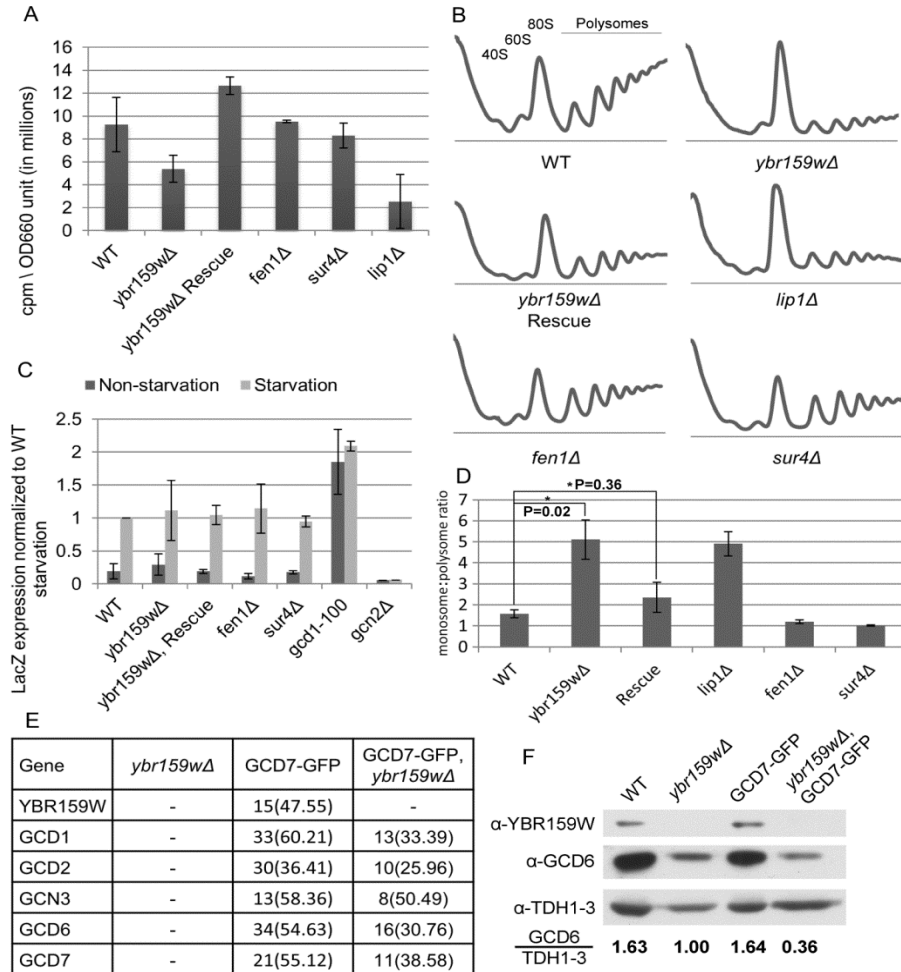 A
cpm \ OD660 unit (in millions)
16
14
12
10
8
6
4
2
0
WT
ybr159wΔ
ybr159wΔ Rescue
fen1Δ
sur4Δ
lip1Δ
B
40S
60S
80S
Polysomes
WT
ybr159wΔ
ybr159wΔ
Rescue
lip1Δ
fen1Δ
sur4Δ
C
Non-starvation
Starvation
LacZ expression normalized to WT
starvation
2.5
2
1.5
1
0.5
0
WT
ybr159wΔ
ybr159wΔ, Rescue
fen1Δ
sur4Δ
gcd1-100
gcn2Δ
D
monosome:polysome ratio
7
6
5
4
3
2
1
0
*P=0.36
*
P=0.02
WT
ybr159wΔ
Rescue
lip1Δ
fen1Δ
sur4Δ
E
Gene ybr159wΔ GCD7-GFP GCD7-GFP,
ybr159wΔ
YBR159W - 15(47.55) -
GCD1 - 33(60.21) 13(33.39)
GCD2 - 30(36.41) 10(25.96)
GCN3 - 13(58.36) 8(50.49)
GCD6 - 34(54.63) 16(30.76)
GCD7 - 21(55.12) 11(38.58)
F
WT
ybr159wΔ
GCD7-GFP
ybr159wΔ,
GCD7-GFP
α-YBR159W
α-GCD6
α-TDH1-3
GCD6
TDH1-3
1.63 1.00 1.64 0.36